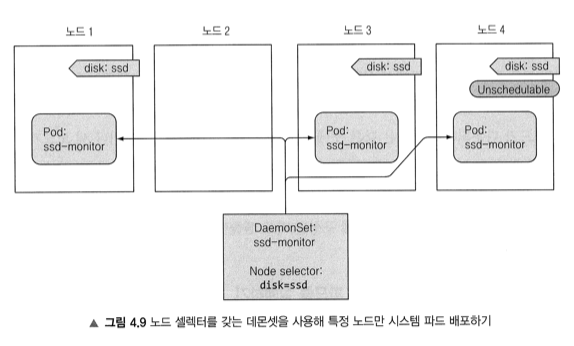 노드 1
노드 2
노드 3
노드 4
disk: ssd
disk: ssd
disk: ssd
Unschedulable
Pod:
ssd-monitor
Pod:
ssd-monitor
Pod:
ssd-monitor
DaemonSet:
ssd-monitor
Node selector:
disk=ssd
▲ 그림 4.9 노드 셀렉터를 갖는 데몬셋을 사용해 특정 노드만 시스템 파드 배포하기